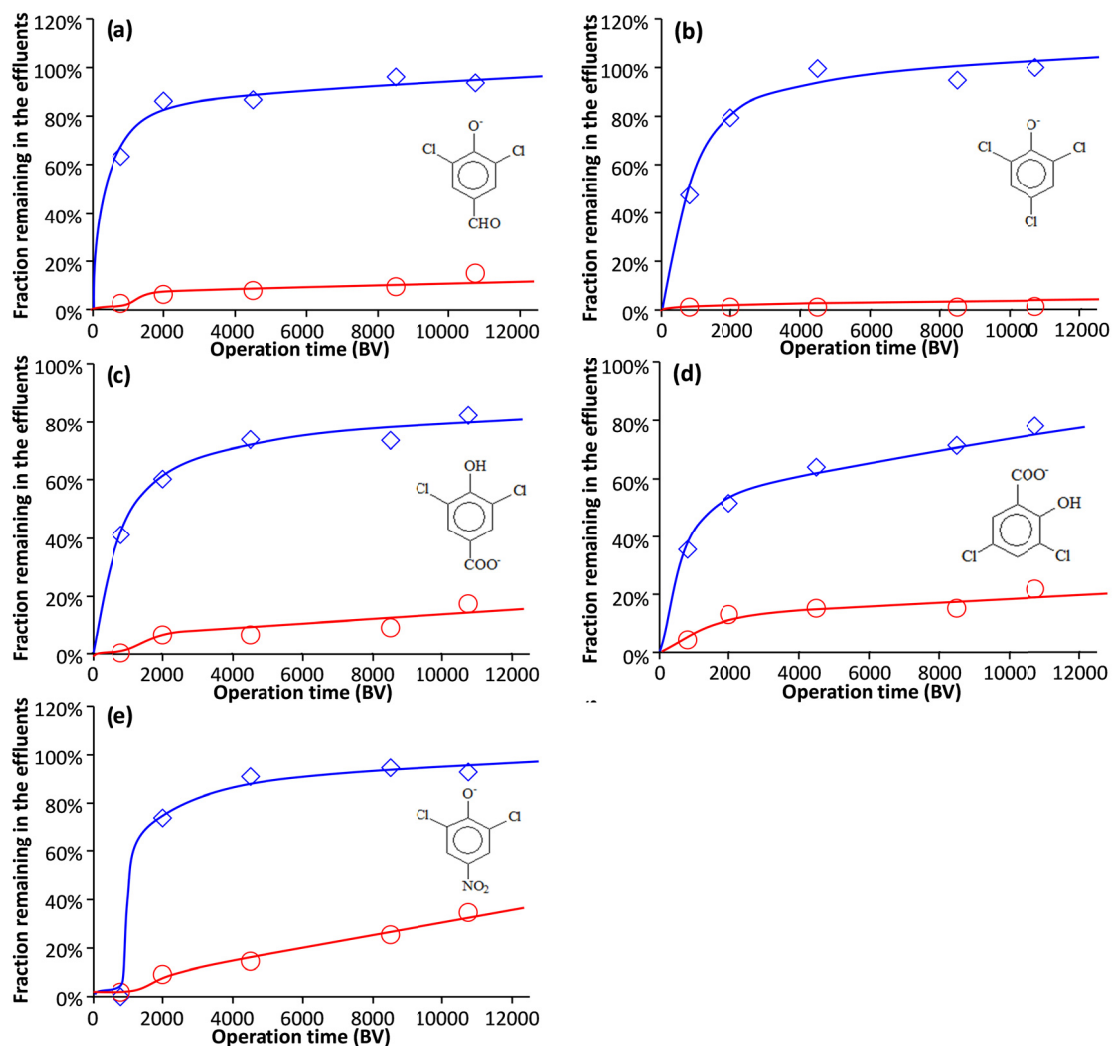 (a)
Fraction remaining in the effluents
120%
100%
80%
60%
40%
20%
0%
0 2000 4000 6000 8000 10000 12000
Operation time (BV)
O-
Cl Cl
CHO
(b)
Fraction remaining in the effluents
120%
100%
80%
60%
40%
20%
0%
0 2000 4000 6000 8000 10000 12000
Operation time (BV)
O-
Cl Cl
Cl
(c)
Fraction remaining in the effluents
100%
80%
60%
40%
20%
0%
0 2000 4000 6000 8000 10000 12000
Operation time (BV)
OH
Cl Cl
COO-
(d)
Fraction remaining in the effluents
100%
80%
60%
40%
20%
0%
0 2000 4000 6000 8000 10000 12000
Operation time (BV)
COO-
OH
Cl Cl
(e)
Fraction remaining in the effluents
120%
100%
80%
60%
40%
20%
0%
0 2000 4000 6000 8000 10000 12000
Operation time (BV)
O-
Cl Cl
NO2